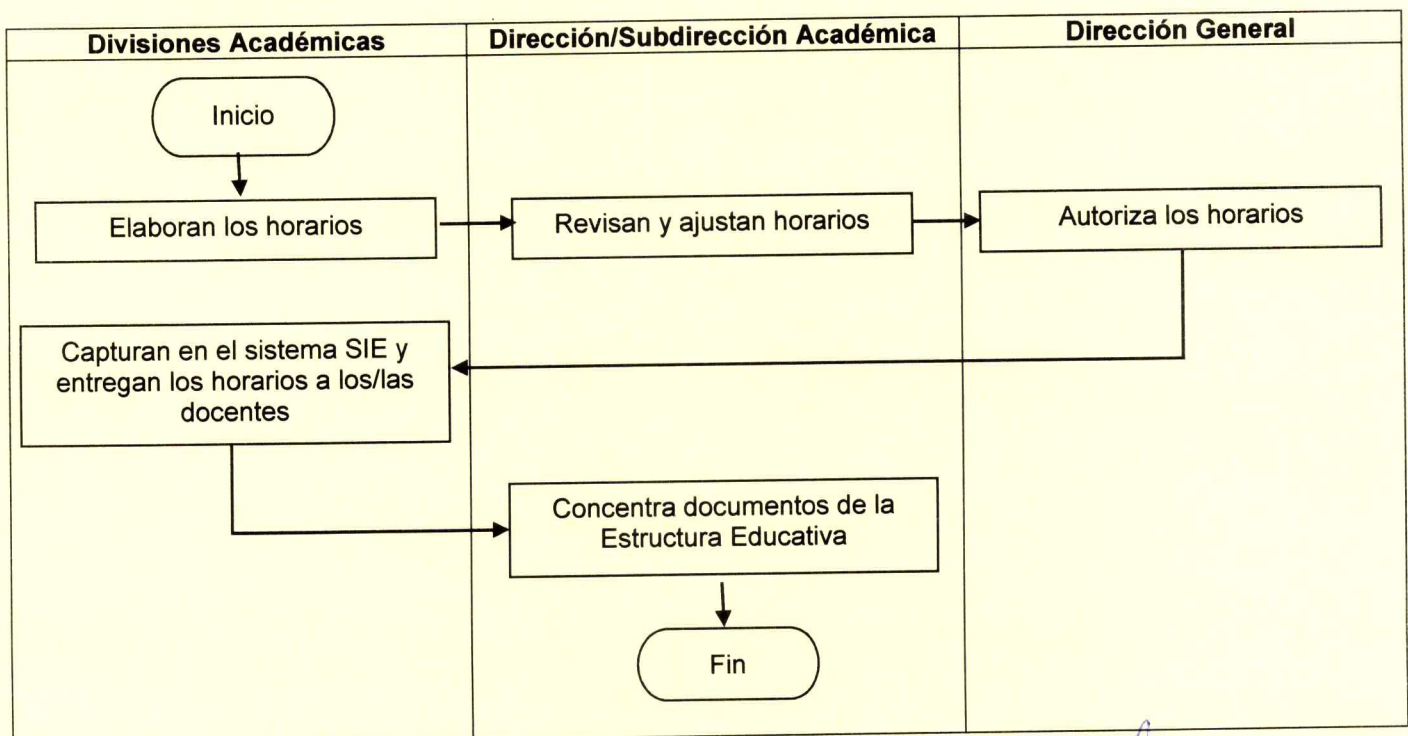 Divisiones Académicas
Dirección/Subdirección Académica
Dirección General
Inicio
Elaboran los horarios
Revisan y ajustan horarios
Autoriza los horarios
Capturan en el sistema SIE y
entregan los horarios a los/las
docentes
Concentra documentos de la
Estructura Educativa
Fin